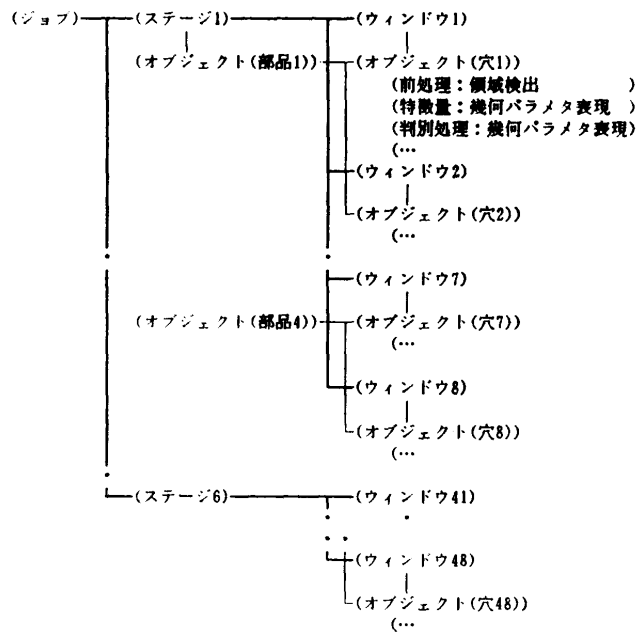 (ジョブ) (ステージ1) (ウィンドウ1)
(オブジェクト(部品1)) (オブジェクト(穴1))
(前処理:領域検出 )
(特徴量:幾何パラメタ表現 )
(判別処理:幾何パラメタ表現)
(…
(ウィンドウ2)
(オブジェクト(穴2))
(…
(ウィンドウ7)
(オブジェクト(部品4)) (オブジェクト(穴7))
(…
(ウィンドウ8)
(オブジェクト(穴8))
(…
(ステージ6) (ウィンドウ41)
(ウィンドウ48)
(オブジェクト(穴48))
(…